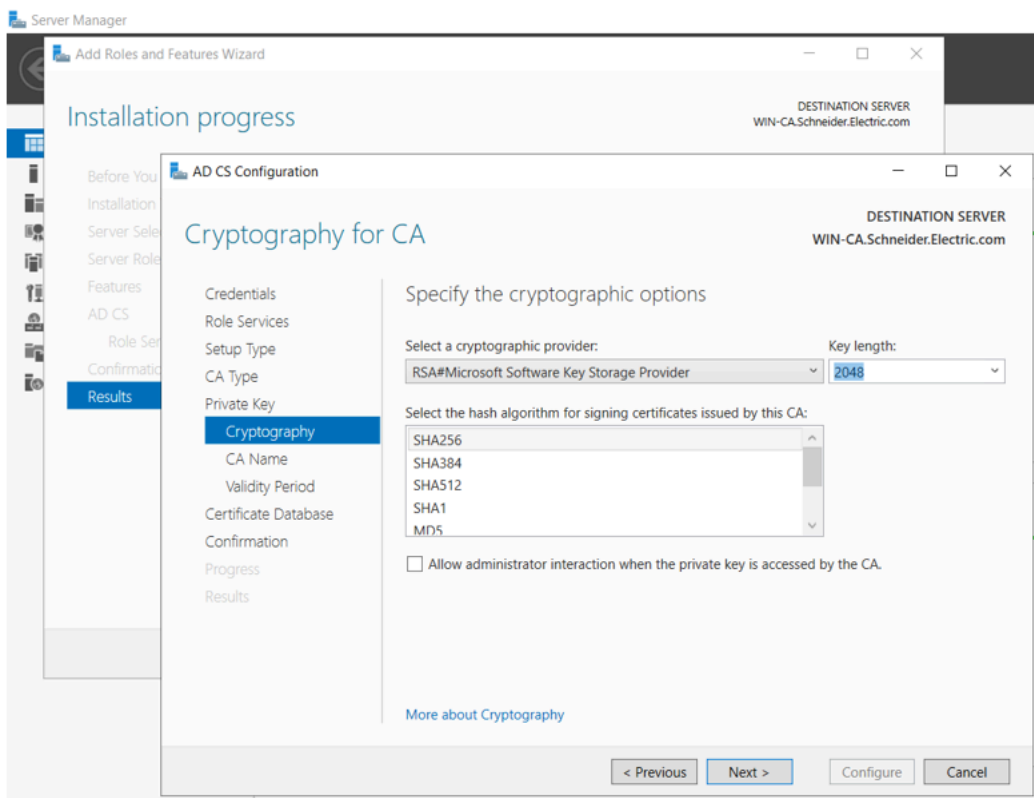 Server Manager
Add Roles and Features Wizard
Installation progress
DESTINATION SERVER
WIN-CA.Schneider.Electric.com
Before You
Installation
Server Sele
Server Role
Features
AD CS
Role Ser
Confirmatio
Results
AD CS Configuration
Cryptography for CA
DESTINATION SERVER
WIN-CA.Schneider.Electric.com
Credentials
Role Services
Setup Type
CA Type
Private Key
Cryptography
CA Name
Validity Period
Certificate Database
Confirmation
Progress
Results
Specify the cryptographic options
Select a cryptographic provider:
Key length:
RSA#Microsoft Software Key Storage Provider
2048
Select the hash algorithm for signing certificates issued by this CA:
SHA256
SHA384
SHA512
SHA1
MD5
Allow administrator interaction when the private key is accessed by the CA.
More about Cryptography
< Previous
Next >
Configure
Cancel